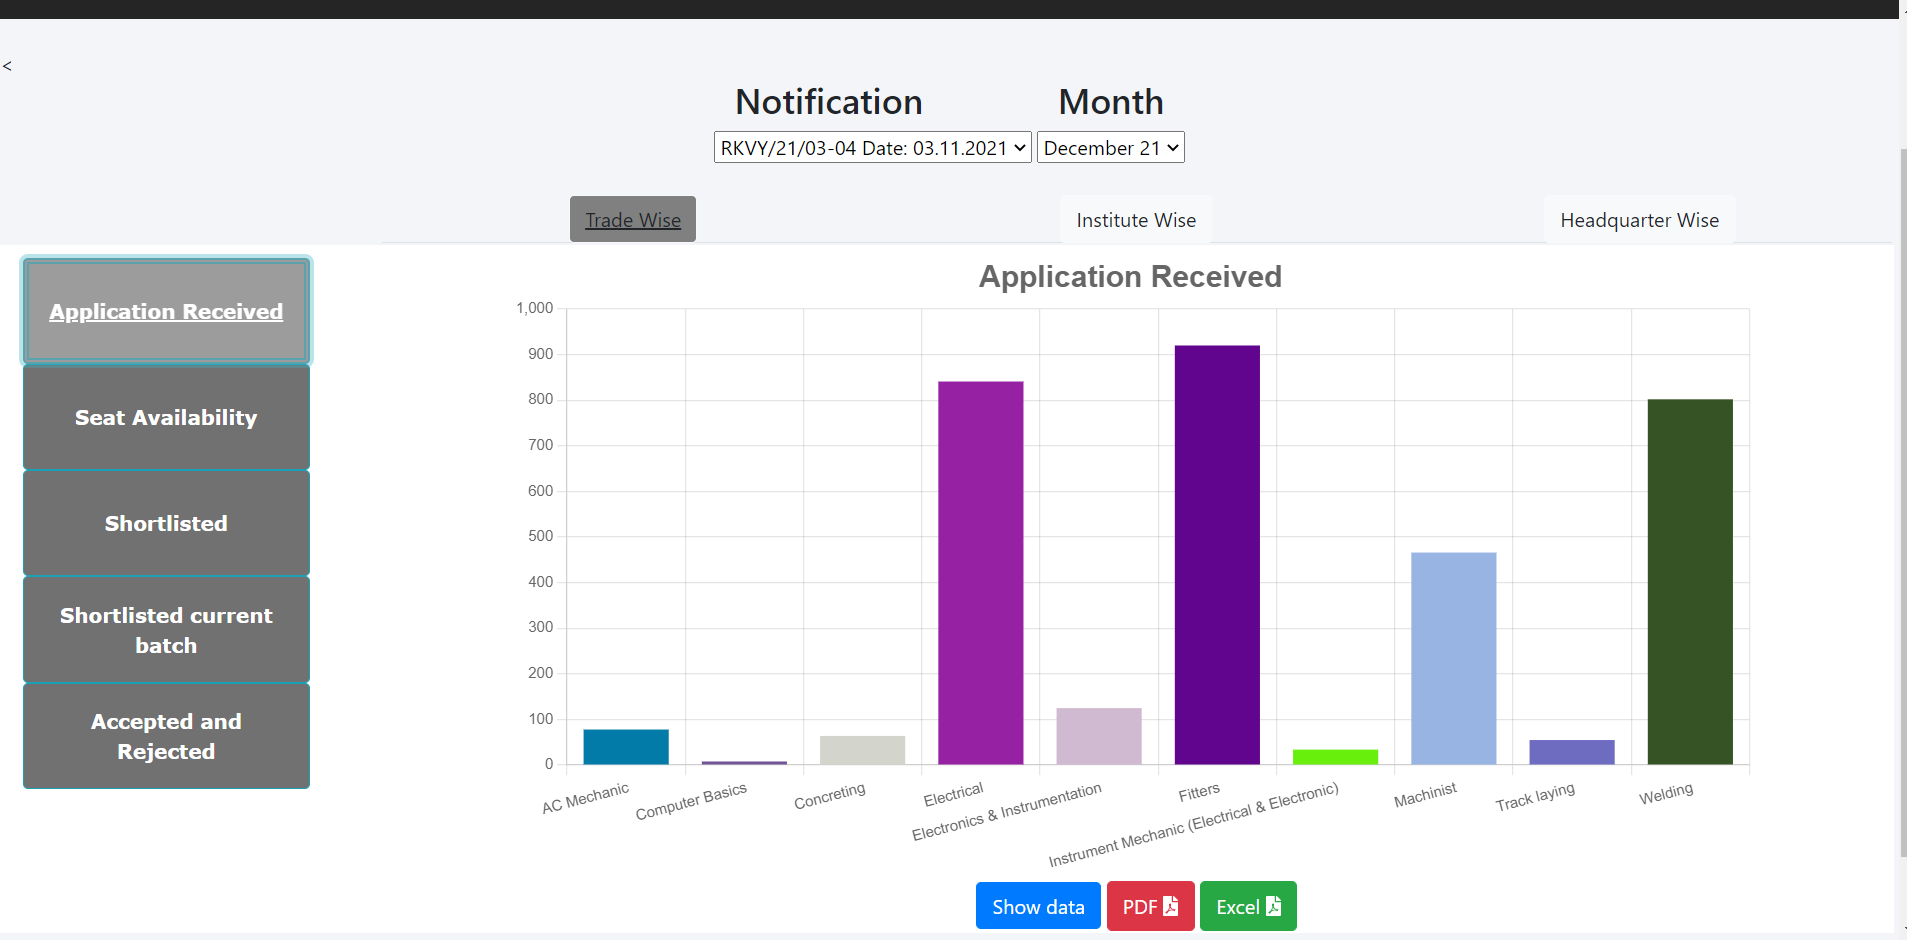 <
Notification Month
RKVY/21/03-04 Date: 03.11.2021 December 21
Trade Wise Institute Wise Headquarter Wise
Application Received
Seat Availability
Shortlisted
Shortlisted current
batch
Accepted and
Rejected
Application Received
1,000
900
800
700
600
500
400
300
200
100
0
AC Mechanic
Computer Basics
Concreting
Electrical
Electronics & Instrumentation
Fitters
Instrument Mechanic (Electrical & Electronic)
Machinist
Track laying
Welding
Show data PDF Excel